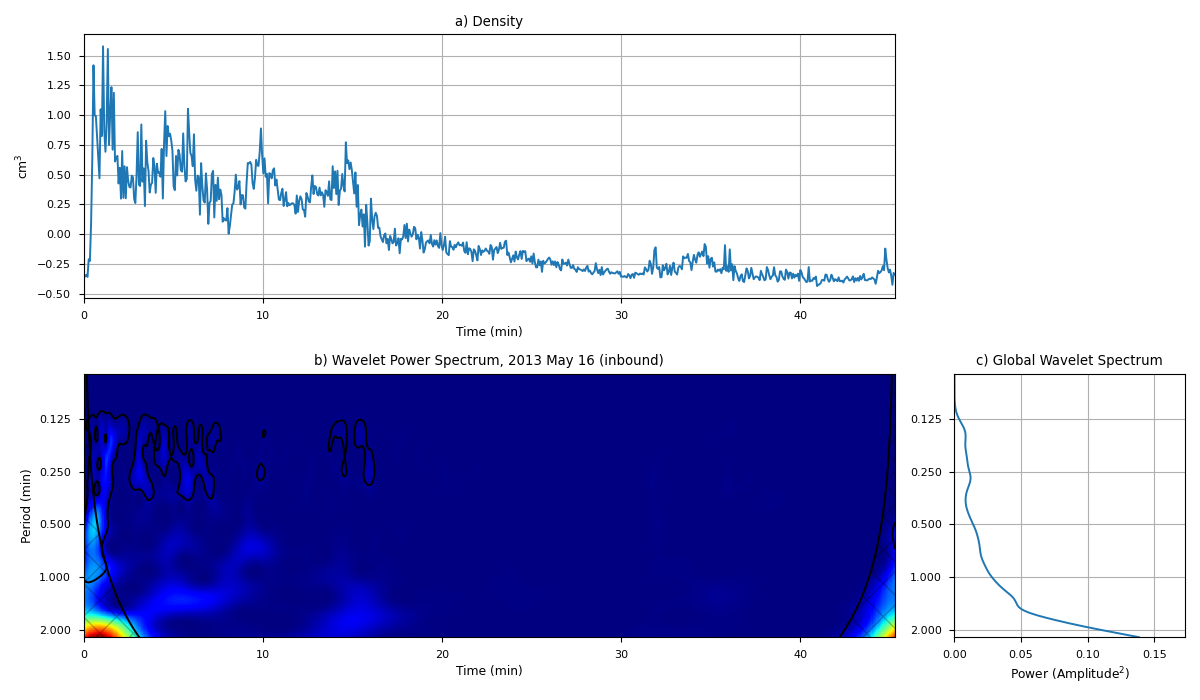 a) Density
1.50
1.25
1.00
0.75
0.50
0.25
0.00
−0.25
−0.50
cm³
0 10 20 30 40
Time (min)
b) Wavelet Power Spectrum, 2013 May 16 (inbound)
0.125
0.250
0.500
1.000
2.000
Period (min)
0 10 20 30 40
Time (min)
c) Global Wavelet Spectrum
0.125
0.250
0.500
1.000
2.000
0.00 0.05 0.10 0.15
Power (Amplitude²)